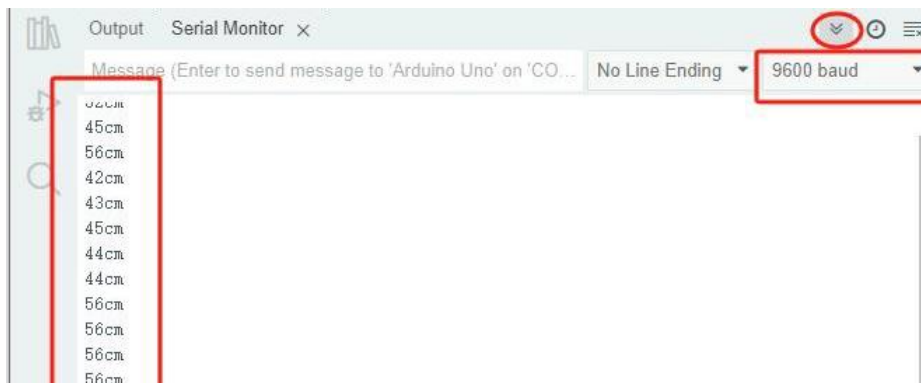 Output Serial Monitor
Message (Enter to send message to 'Arduino Uno' on 'CO... No Line Ending 9600 baud
45cm
56cm
42cm
43cm
45cm
44cm
44cm
56cm
56cm
56cm
56cm